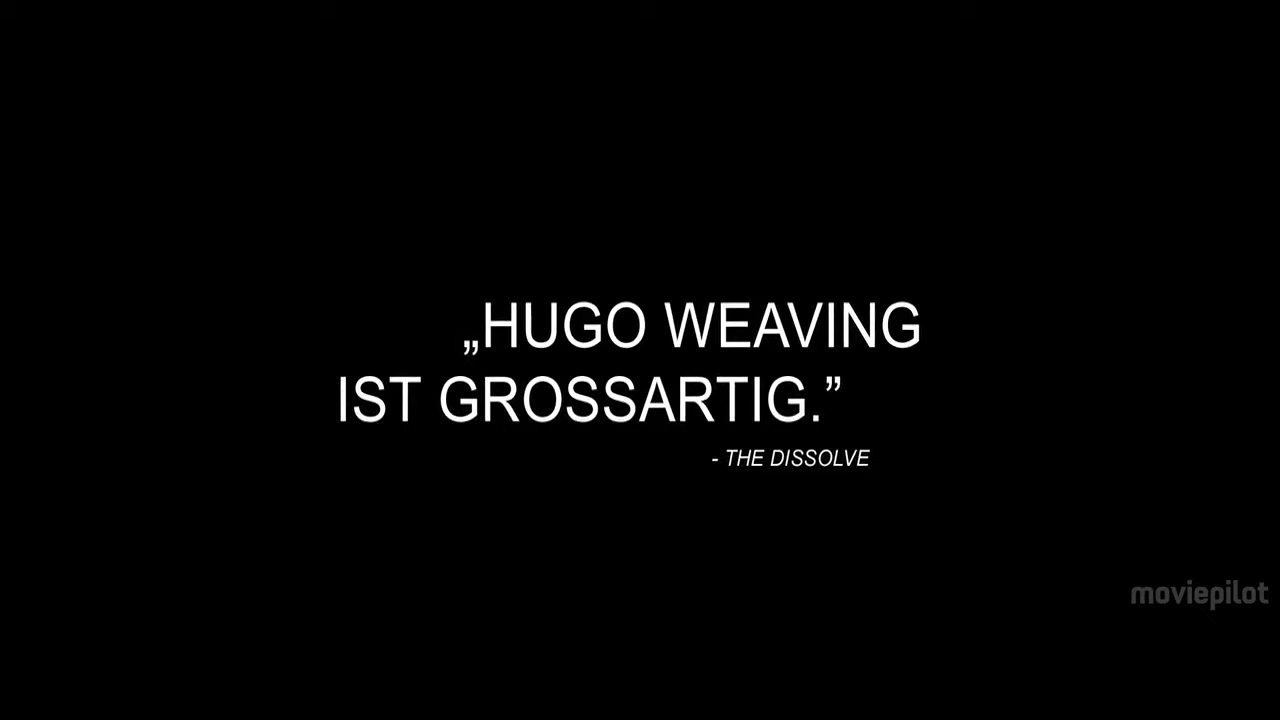 „HUGO WEAVING
IST GROSSARTIG.”
- THE DISSOLVE
moviepilot